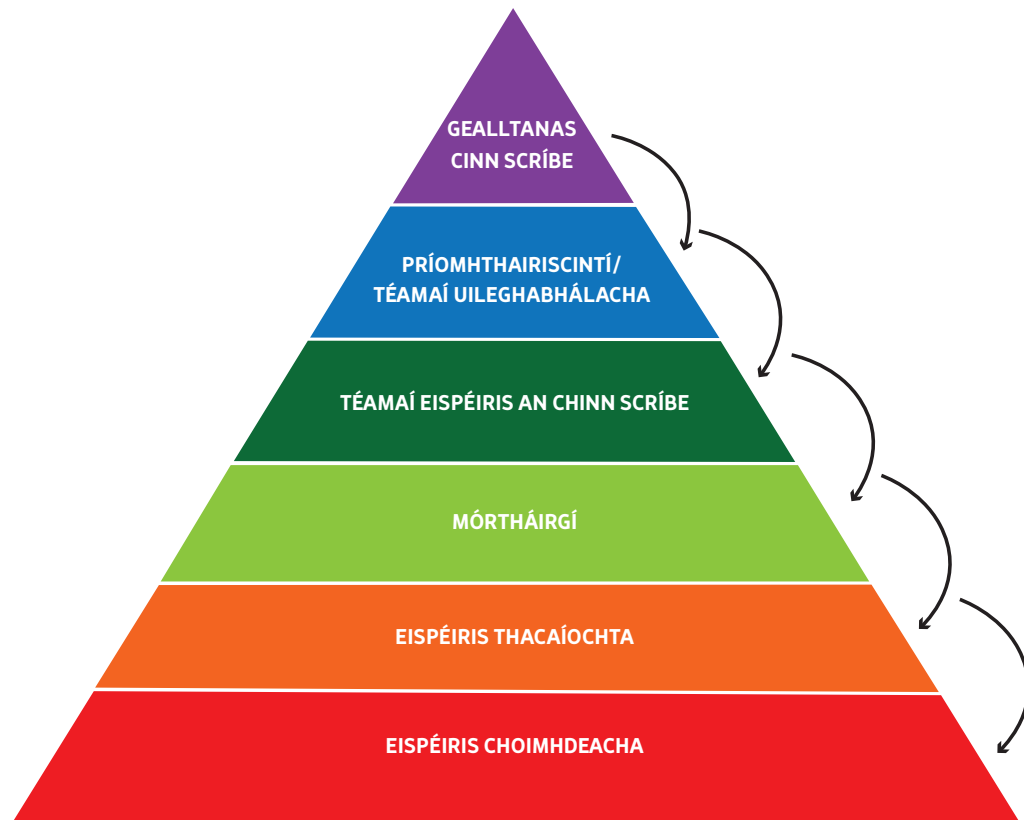 GEALLTANAS
CINN SCRÍBE
PRÍOMHTHAIRISCINTÍ/
TÉAMAÍ UILEGHABHÁLACHA
TÉAMAÍ EISPÉIRIS AN CHINN SCRÍBE
MÓRTHÁIRGÍ
EISPÉIRIS THACAÍOCHTA
EISPÉIRIS CHOIMHDEACHA